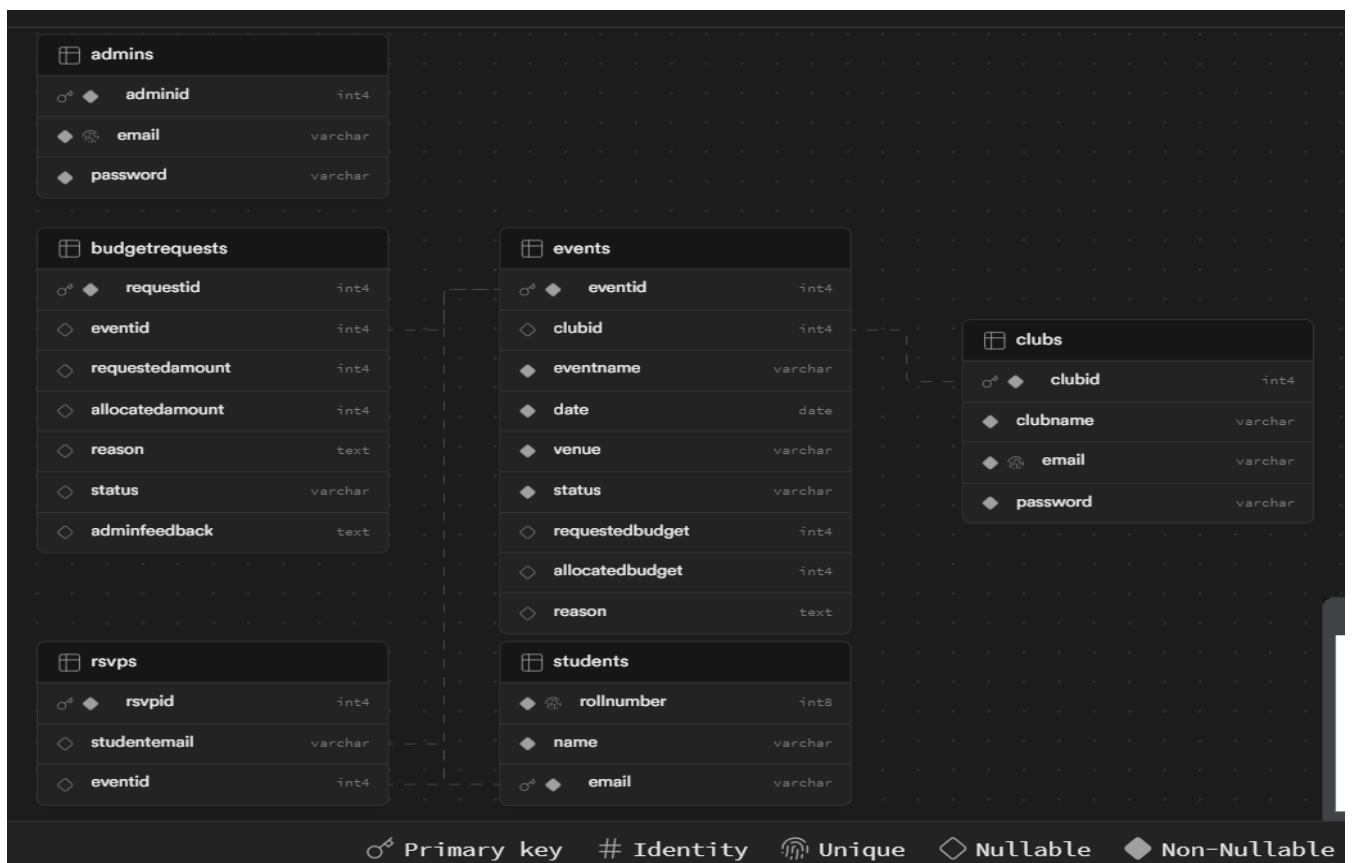 admins
adminid int4
email varchar
password varchar
budgetrequests
requestid int4
eventid int4
requestedamount int4
allocatedamount int4
reason text
status varchar
adminfeedback text
events
eventid int4
clubid int4
eventname varchar
date date
venue varchar
status varchar
requestedbudget int4
allocatedbudget int4
reason text
clubs
clubid int4
clubname varchar
email varchar
password varchar
rsvps
rsvpid int4
studentemail varchar
eventid int4
students
rollnumber int8
name varchar
email varchar
Primary key # Identity Unique Nullable Non-Nullable